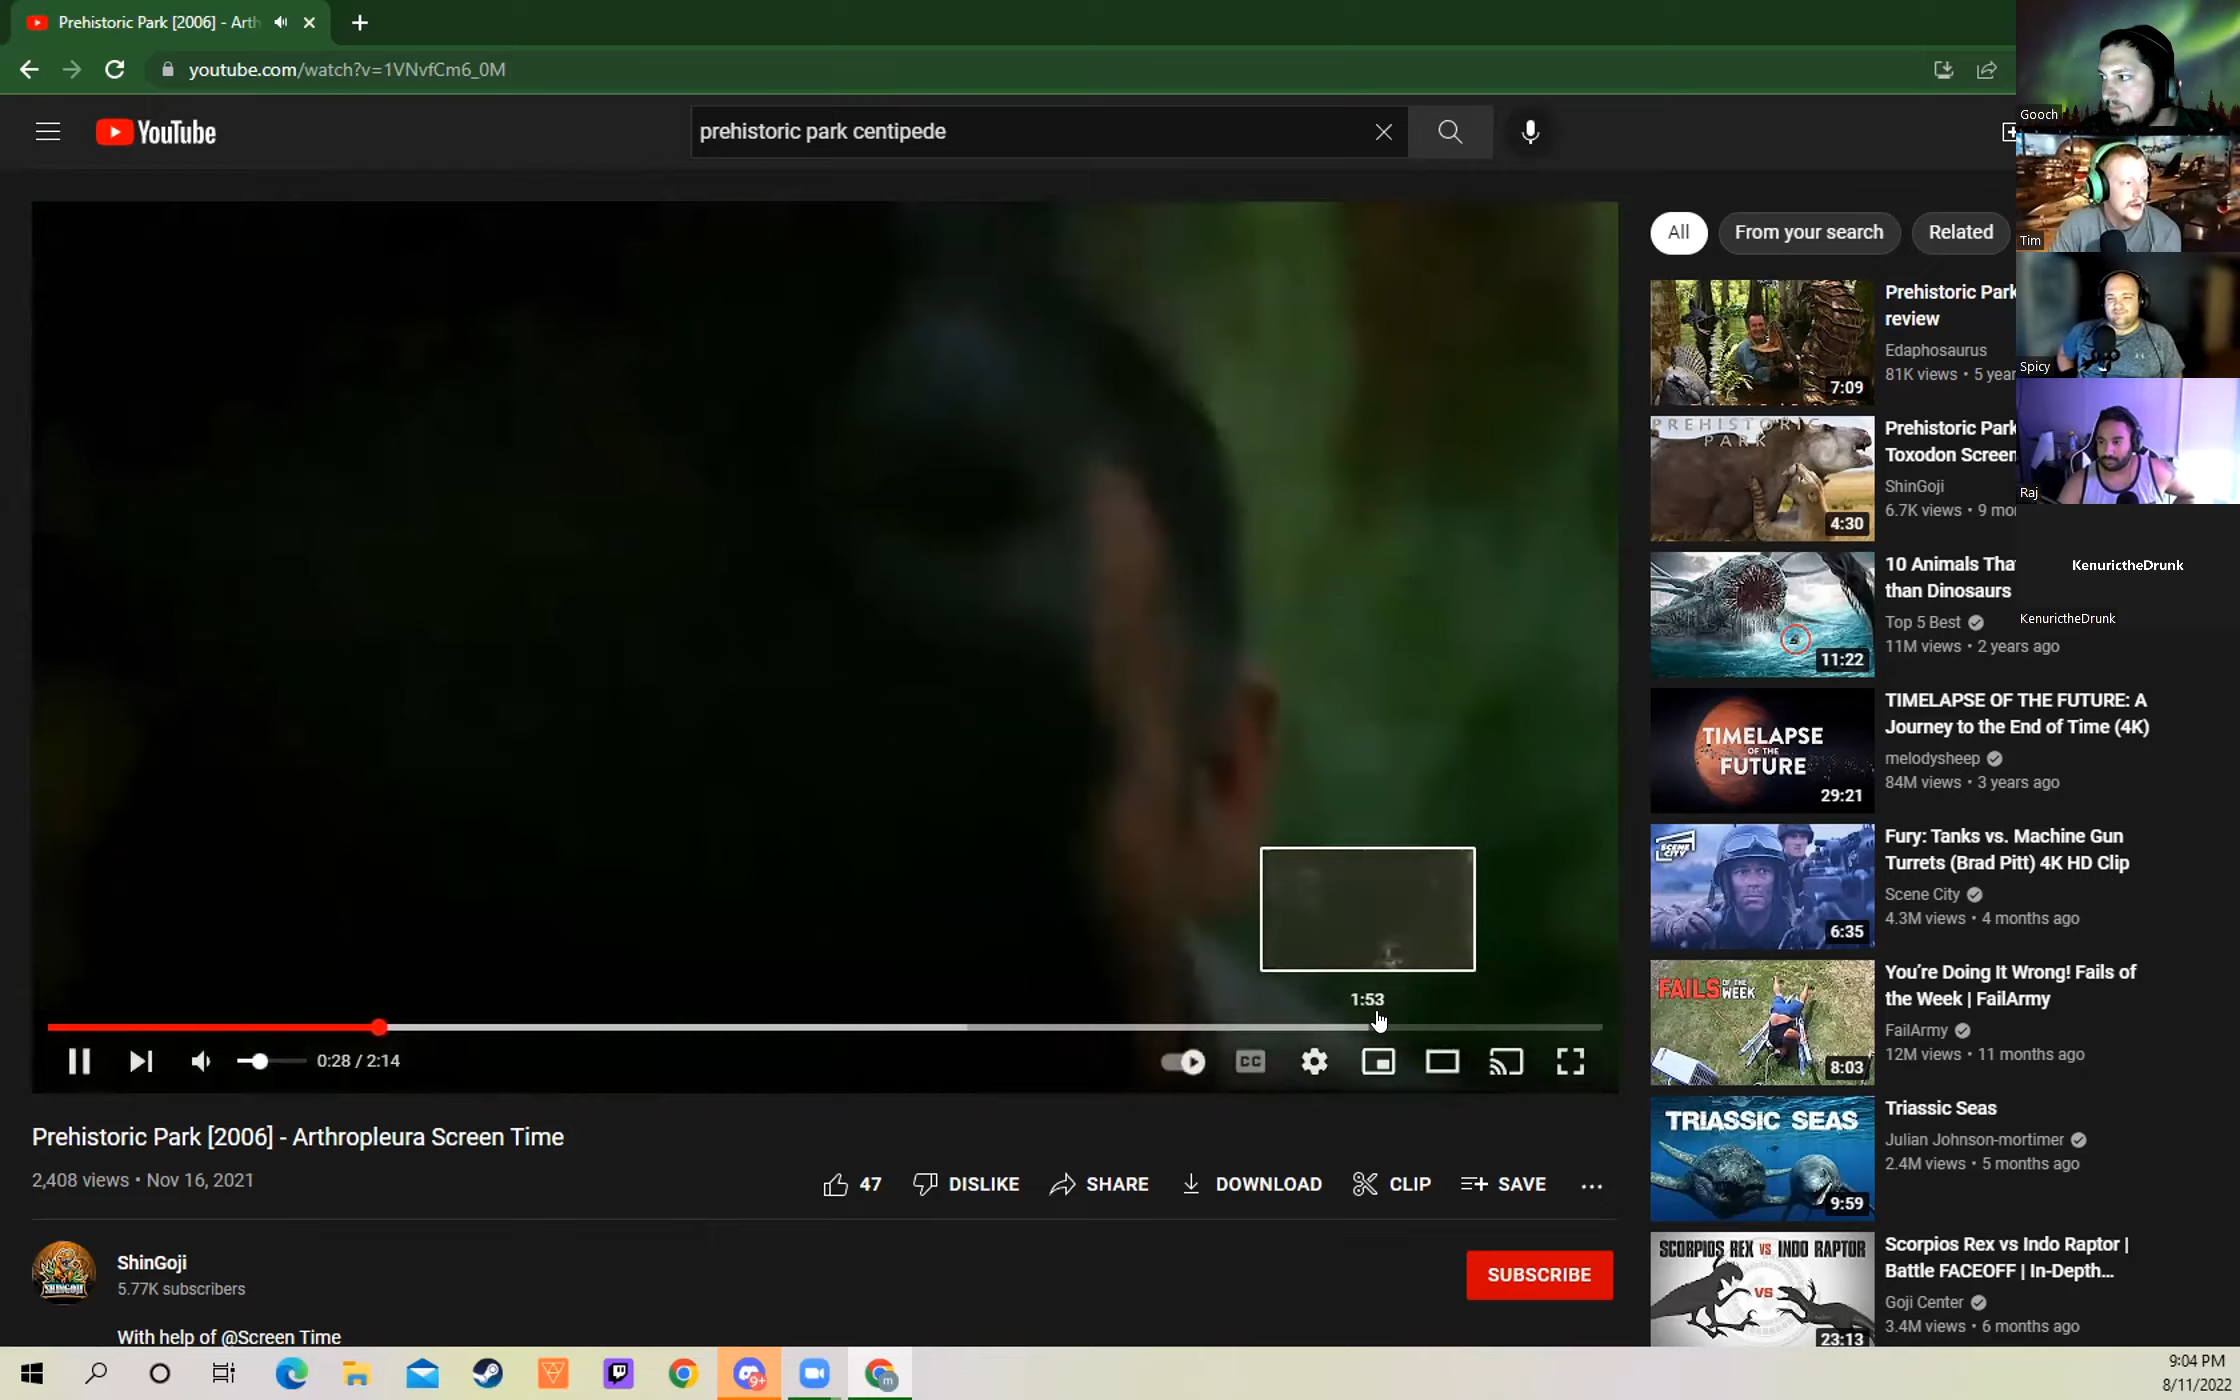 Prehistoric Park [2006] - Arth
youtube.com/watch?v=1VNvfCm6_0M
YouTube
prehistoric park centipede
Gooch
Tim
Spicy
Raj
KenurictheDrunk
KenurictheDrunk
All
From your search
Related
Prehistoric Park
review
Edaphosaurus
81K views • 5 year
7:09
PREHISTORIC
PARK
Prehistoric Park
Toxodon Screen
ShinGoji
6.7K views • 9 mo
4:30
10 Animals Tha
than Dinosaurs
Top 5 Best
11M views • 2 years ago
11:22
TIMELAPSE
OF THE
FUTURE
TIMELAPSE OF THE FUTURE: A
Journey to the End of Time (4K)
melodysheep
84M views • 3 years ago
29:21
SCENE
CITY
Fury: Tanks vs. Machine Gun
Turrets (Brad Pitt) 4K HD Clip
Scene City
4.3M views • 4 months ago
6:35
FAILS OF THE WEEK
You’re Doing It Wrong! Fails of
the Week | FailArmy
FailArmy
12M views • 11 months ago
8:03
TRIASSIC SEAS
Triassic Seas
Julian Johnson-mortimer
2.4M views • 5 months ago
9:59
SCORPIOS REX VS INDO RAPTOR
VS
Scorpios Rex vs Indo Raptor |
Battle FACEOFF | In-Depth...
Goji Center
3.4M views • 6 months ago
23:13
1:53
0:28 / 2:14
CC
Prehistoric Park [2006] - Arthropleura Screen Time
2,408 views • Nov 16, 2021
47
DISLIKE
SHARE
DOWNLOAD
CLIP
SAVE
SHINGOJI
ShinGoji
5.77K subscribers
SUBSCRIBE
With help of @Screen Time
9+
m
9:04 PM
8/11/2022